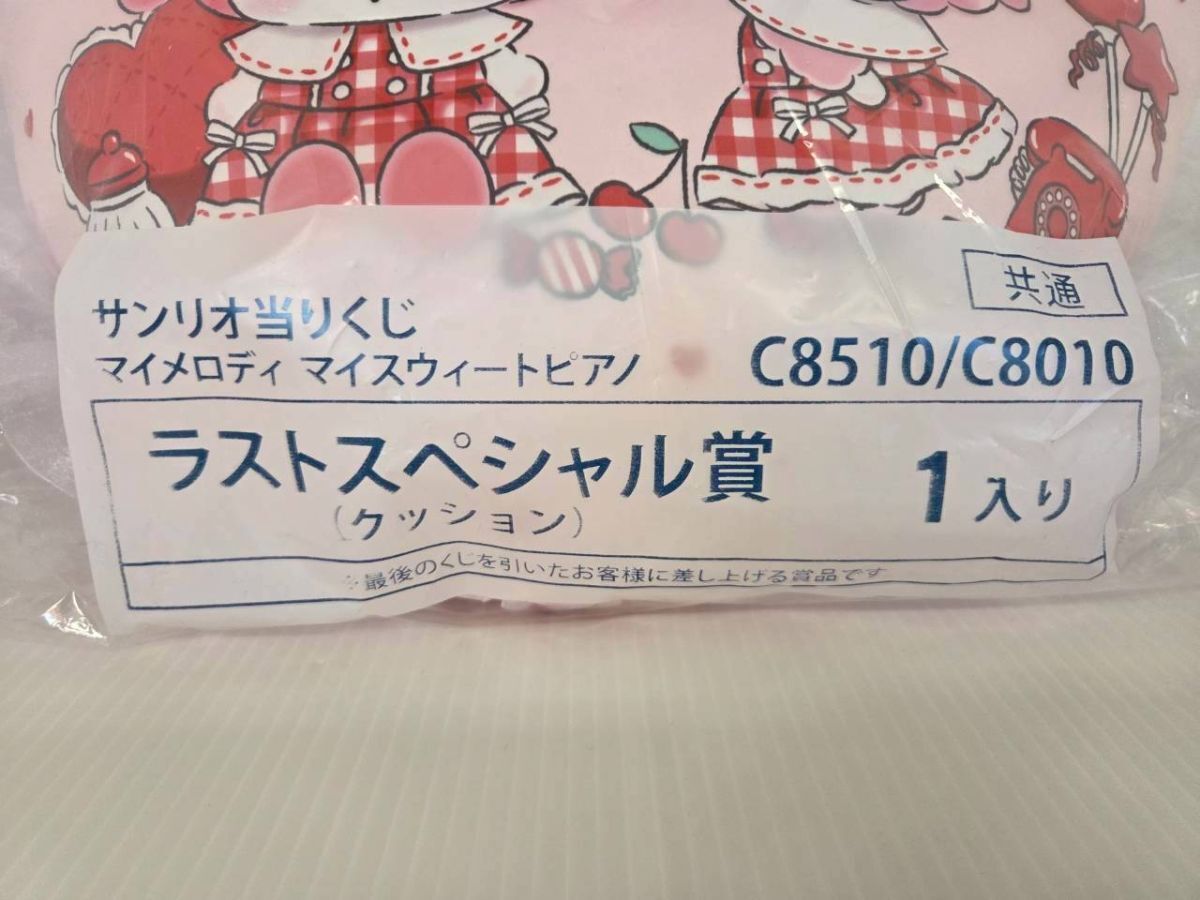 共通
サンリオ当りくじ
マイメロディ マイスウィートピアノ C8510/C8010
ラストスペシャル賞 1入り
(クッション)
※最後のくじを引いたお客様に差し上げる賞品です